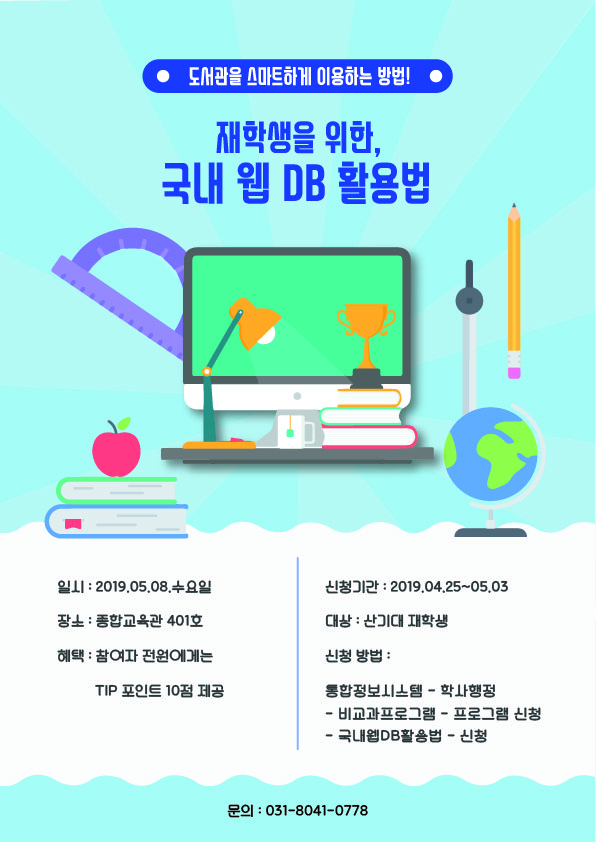 도서관을 스마트하게 이용하는 방법!
재학생을 위한,
국내 웹 DB 활용법
일시 : 2019.05.08.수요일
장소 : 종합교육관 401호
혜택 : 참여자 전원에게는
TIP 포인트 10점 제공
신청기간 : 2019.04.25~05.03
대상 : 산기대 재학생
신청 방법 :
통합정보시스템 - 학사행정
- 비교과프로그램 - 프로그램 신청
- 국내웹DB활용법 - 신청
문의 : 031-8041-0778